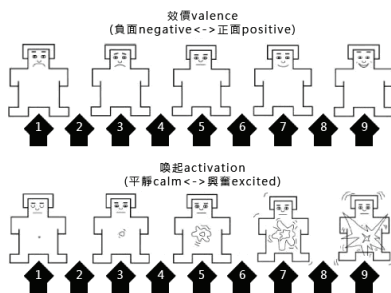 效價valence
(負面negative<->正面positive)
1 2 3 4 5 6 7 8 9
喚起activation
(平靜calm<->興奮excited)
1 2 3 4 5 6 7 8 9